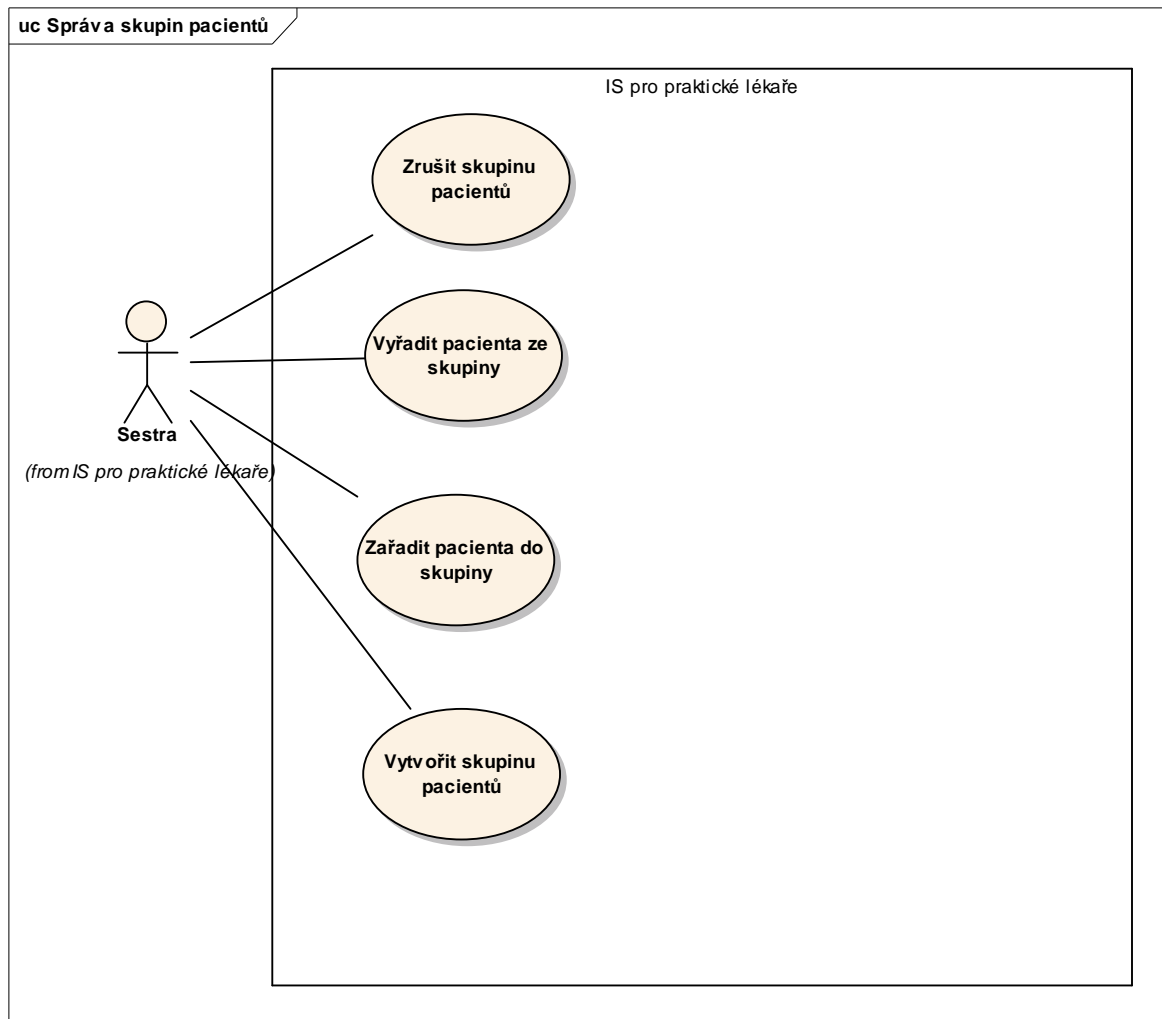 uc Správa skupin pacientů
IS pro praktické lékaře
Zrušit skupinu
pacientů
Vyřadit pacienta ze
skupiny
Sestra
(from IS pro praktické lékaře)
Zařadit pacienta do
skupiny
Vytvořit skupinu
pacientů